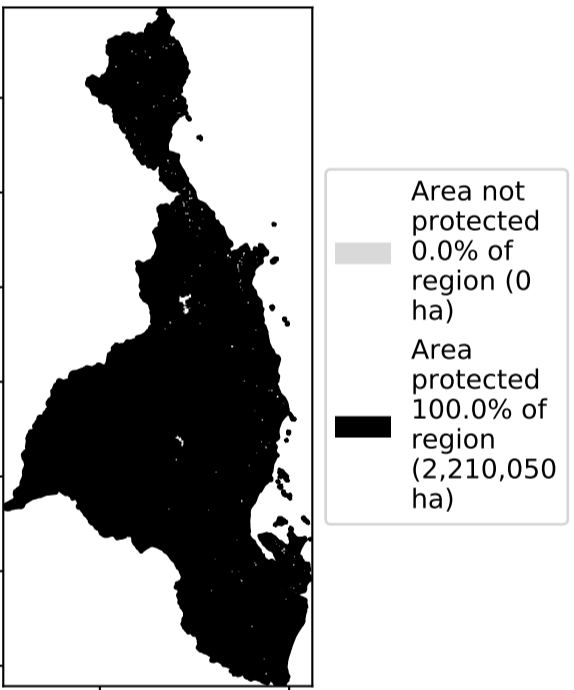 Area not
protected
0.0% of
region (0
ha)
Area
protected
100.0% of
region
(2,210,050
ha)